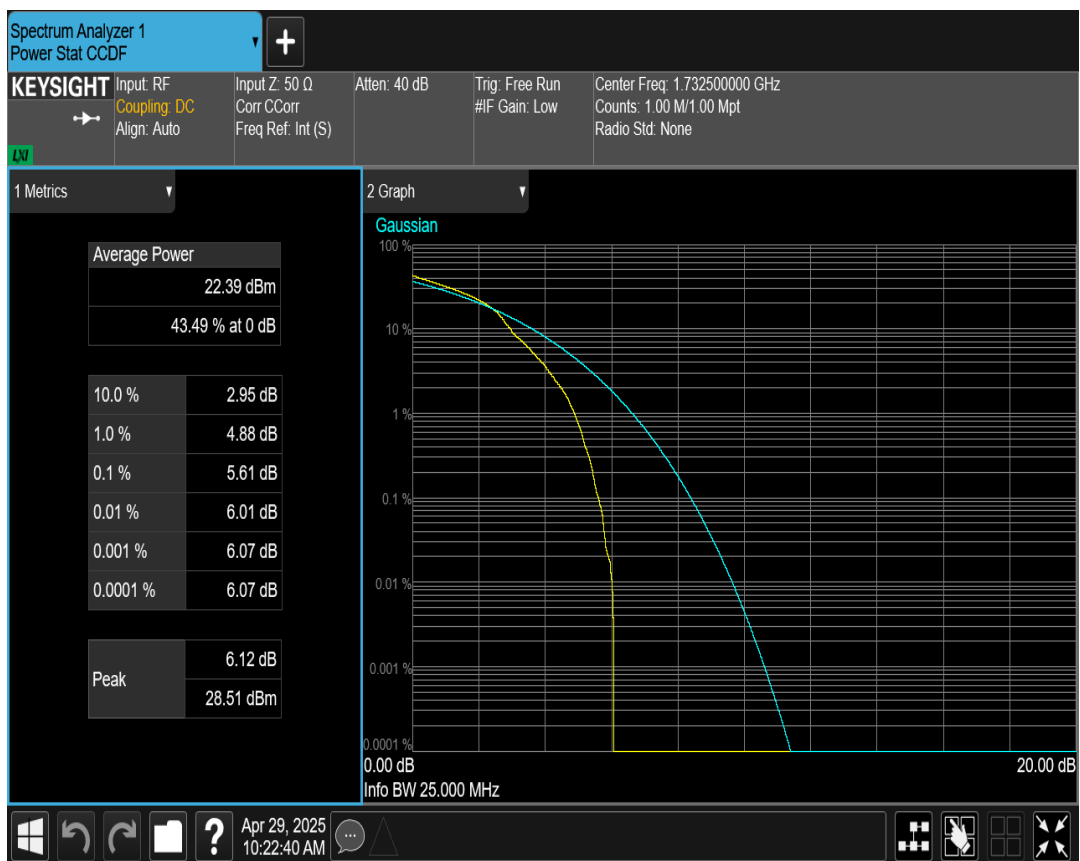 Spectrum Analyzer 1
Power Stat CCDF
KEYSIGHT
LXI
Input: RF
Coupling: DC
Align: Auto
Input Z: 50 Ω
Corr CCorr
Freq Ref: Int (S)
Atten: 40 dB
Trig: Free Run
#IF Gain: Low
Center Freq: 1.732500000 GHz
Counts: 1.00 M/1.00 Mpt
Radio Std: None
1 Metrics
Average Power
22.39 dBm
43.49 % at 0 dB
10.0 % 2.95 dB
1.0 % 4.88 dB
0.1 % 5.61 dB
0.01 % 6.01 dB
0.001 % 6.07 dB
0.0001 % 6.07 dB
Peak
6.12 dB
28.51 dBm
2 Graph
Gaussian
100 %
10 %
1 %
0.1 %
0.01 %
0.001 %
0.0001 %
0.00 dB 20.00 dB
Info BW 25.000 MHz
Apr 29, 2025
10:22:40 AM